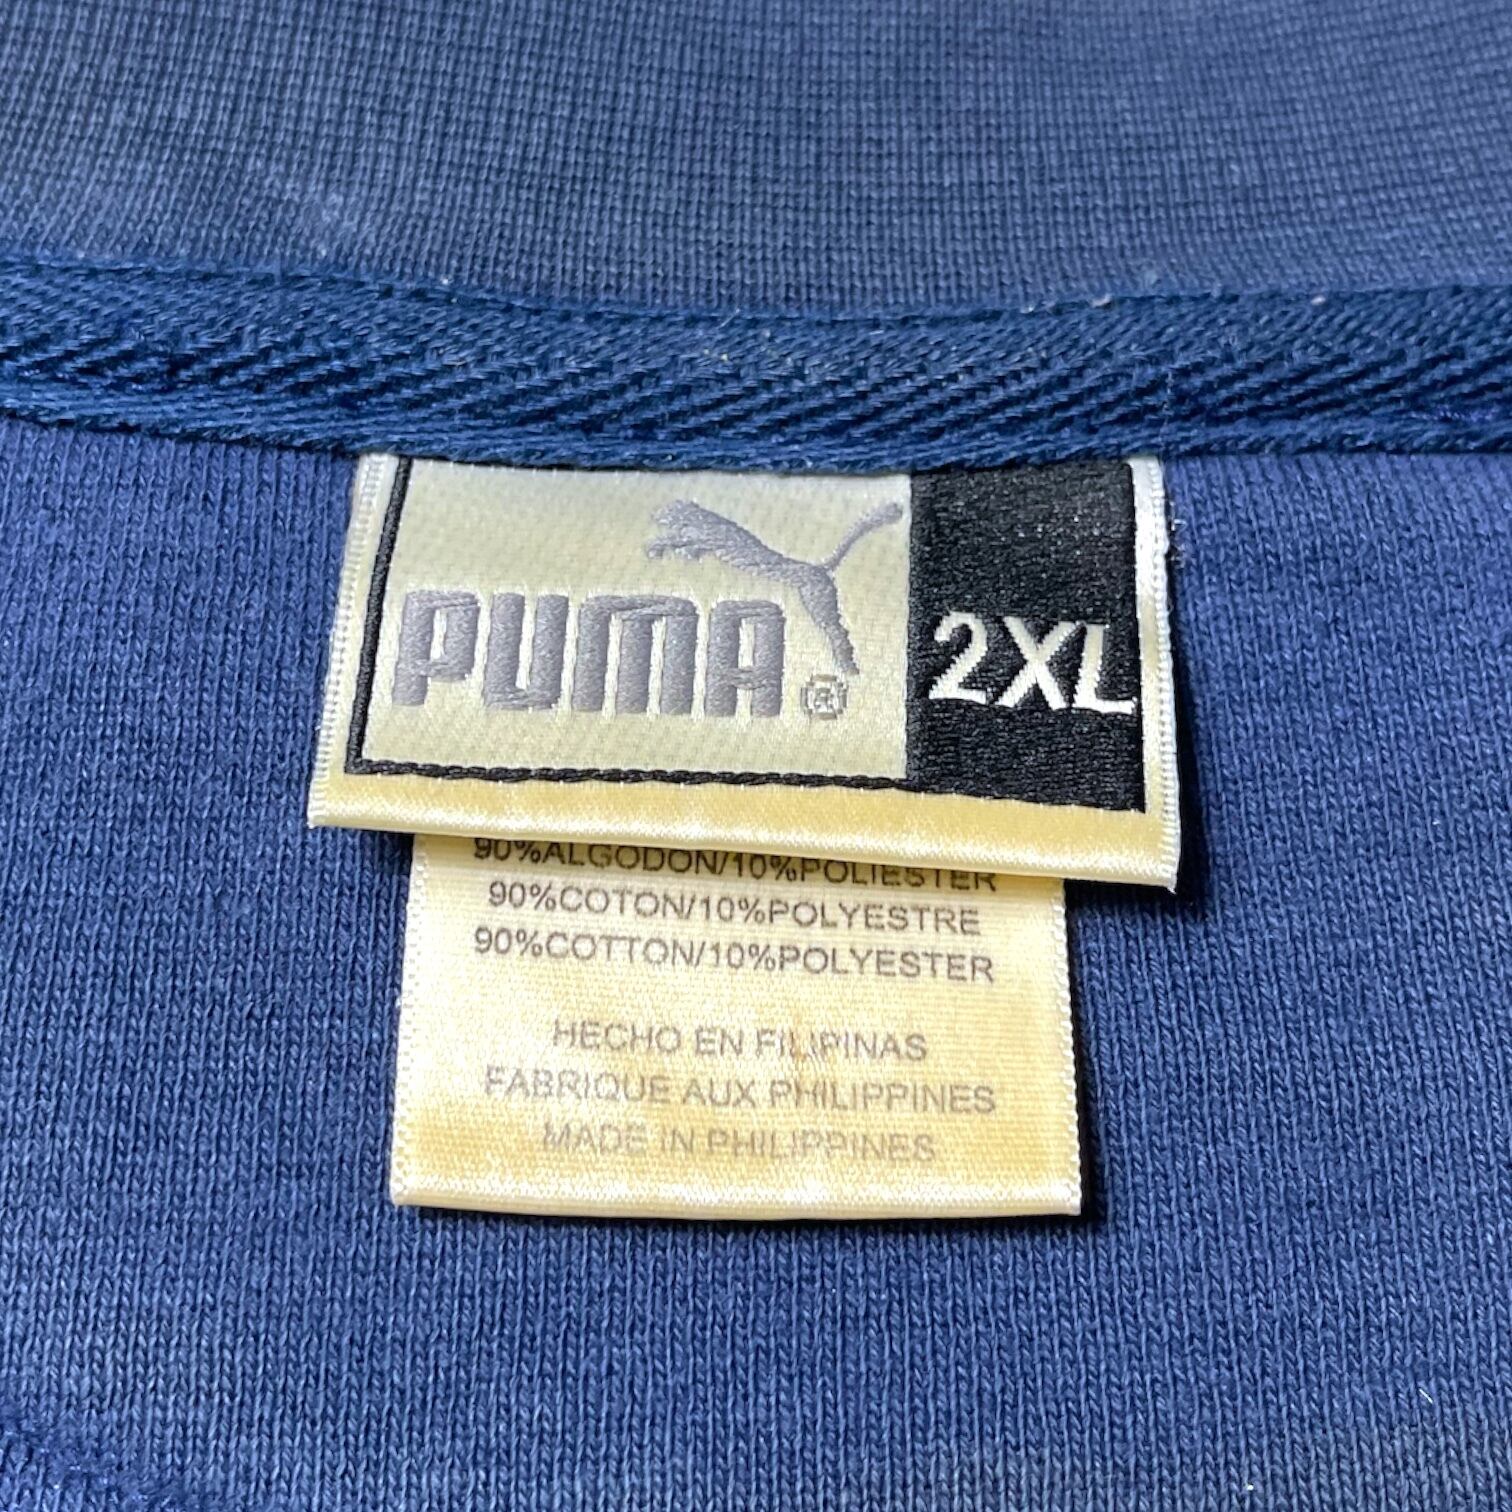 PUMA® 2XL
90%ALGODON/10%POLIESTER
90%COTON/10%POLYESTRE
90%COTTON/10%POLYESTER
HECHO EN FILIPINAS
FABRIQUE AUX PHILIPPINES
MADE IN PHILIPPINES